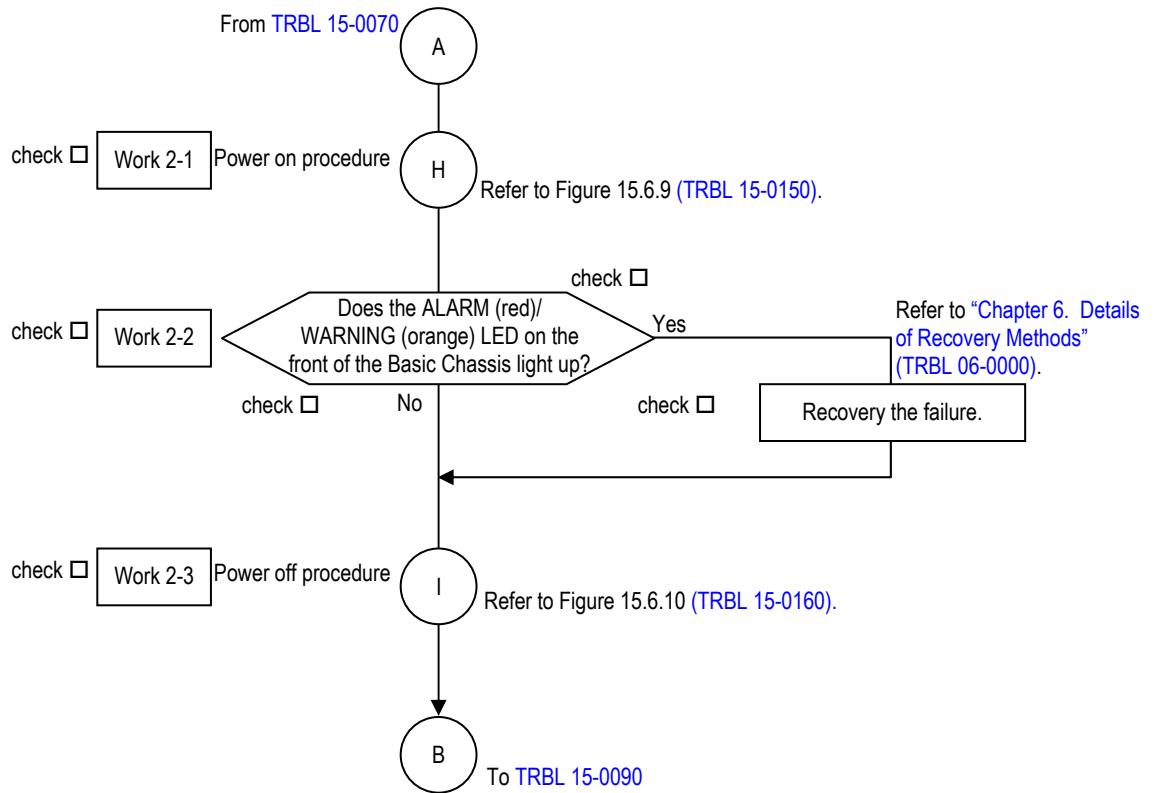 From TRBL 15-0070
A
check □
Work 2-1
Power on procedure
H
Refer to Figure 15.6.9 (TRBL 15-0150).
check □
check □
Work 2-2
Does the ALARM (red)/
WARNING (orange) LED on the
front of the Basic Chassis light up?
Yes
Refer to “Chapter 6. Details
of Recovery Methods”
(TRBL 06-0000).
check □
No
check □
Recovery the failure.
check □
Work 2-3
Power off procedure
I
Refer to Figure 15.6.10 (TRBL 15-0160).
B
To TRBL 15-0090